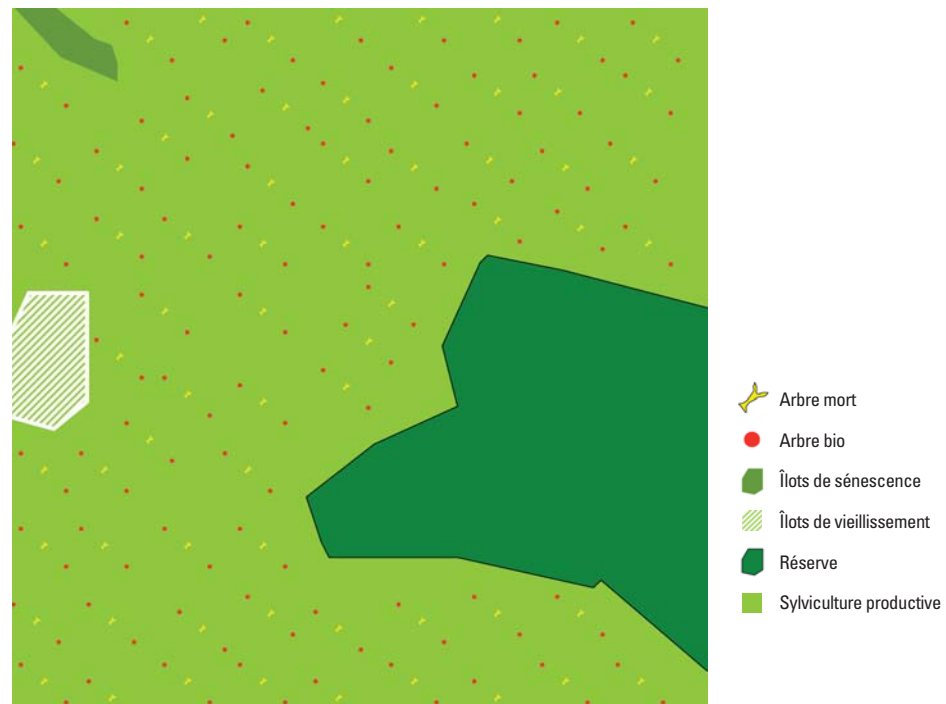 Arbre mort
Arbre bio
Îlots de sénescence
Îlots de vieillissement
Réserve
Sylviculture productive